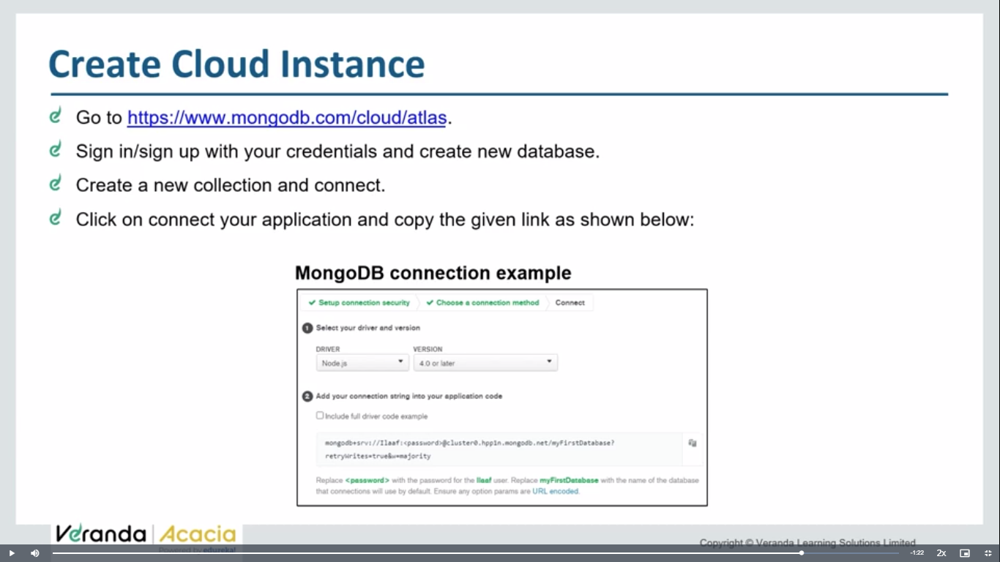 Create Cloud Instance
Go to https://www.mongodb.com/cloud/atlas.
Sign in/sign up with your credentials and create new database.
Create a new collection and connect.
Click on connect your application and copy the given link as shown below:
MongoDB connection example
Setup connection security Choose a connection method Connect
1 Select your driver and version
DRIVER VERSION
Node.js 4.0 or later
2 Add your connection string into your application code
Include full driver code example
mongodb+srv://Ilaaf:<password>@cluster0.hpp1n.mongodb.net/myFirstDatabase?
retryWrites=true&w=majority
Replace <password> with the password for the Ilaaf user. Replace myFirstDatabase with the name of the database
that connections will use by default. Ensure any option params are URL encoded.
Veranda | Acacia
Powered by edureka!
Copyright © Veranda Learning Solutions Limited
-1:22 2x